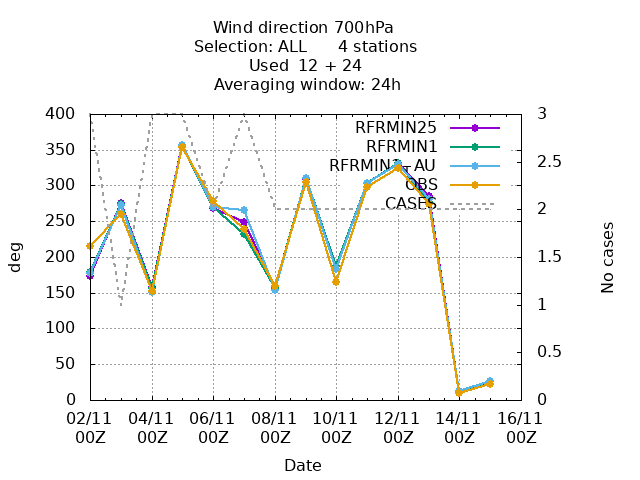 Wind direction 700hPa
Selection: ALL 4 stations
Used 12 + 24
Averaging window: 24h
400
350
300
250
200
150
100
50
0
3
2.5
2
1.5
1
0.5
0
RFRMIN25
RFRMIN1
RFRMIN1+AU
OBS
CASES
deg
No cases
02/11 04/11 06/11 08/11 10/11 12/11 14/11 16/11
00Z 00Z 00Z 00Z 00Z 00Z 00Z 00Z
Date